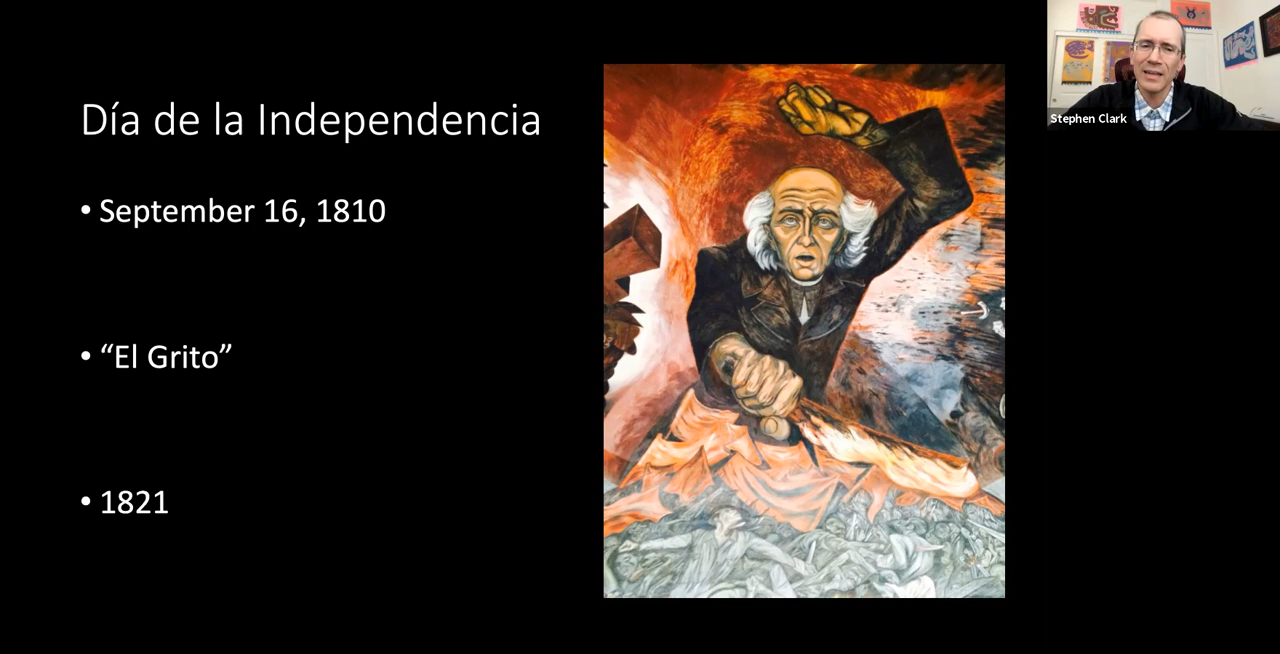 Día de la Independencia
• September 16, 1810
• “El Grito”
• 1821
Stephen Clark